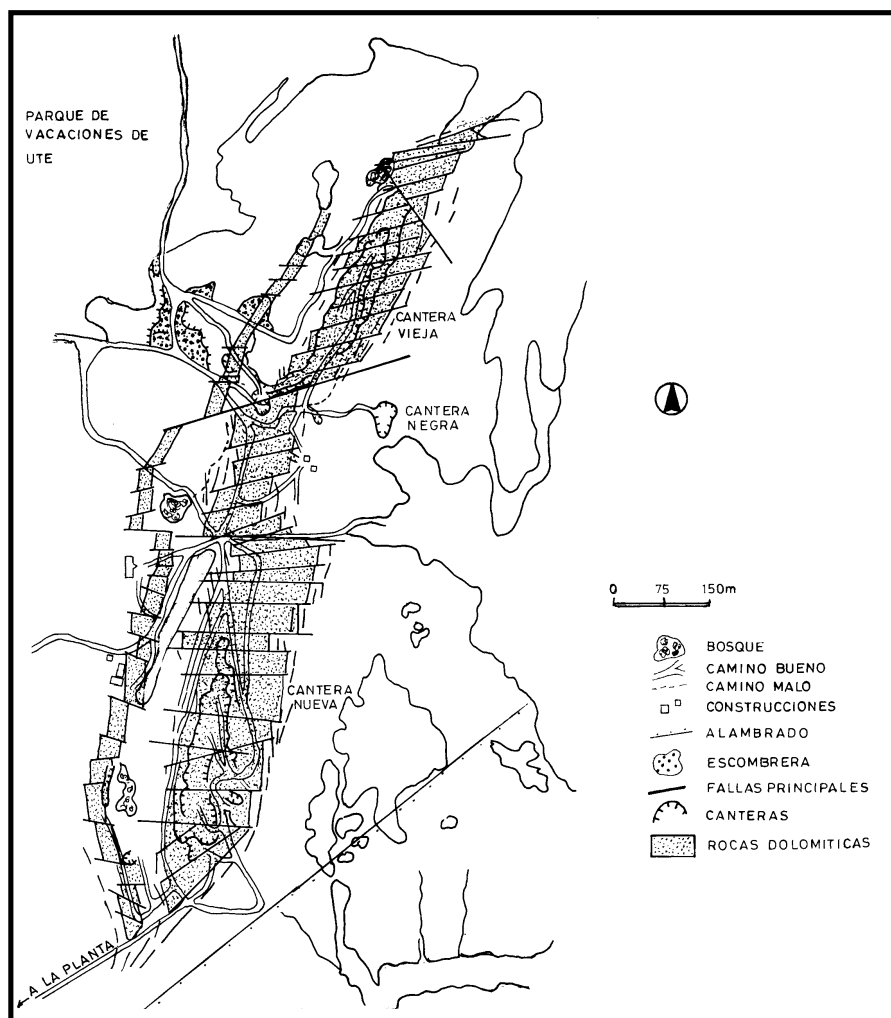 PARQUE DE
VACACIONES DE
UTE
CANTERA
VIEJA
CANTERA
NEGRA
0 75 150m
BOSQUE
CAMINO BUENO
CAMINO MALO
CONSTRUCCIONES
ALAMBRADO
ESCOMBRERA
FALLAS PRINCIPALES
CANTERAS
ROCAS DOLOMITICAS
CANTERA
NUEVA
A LA PLANTA